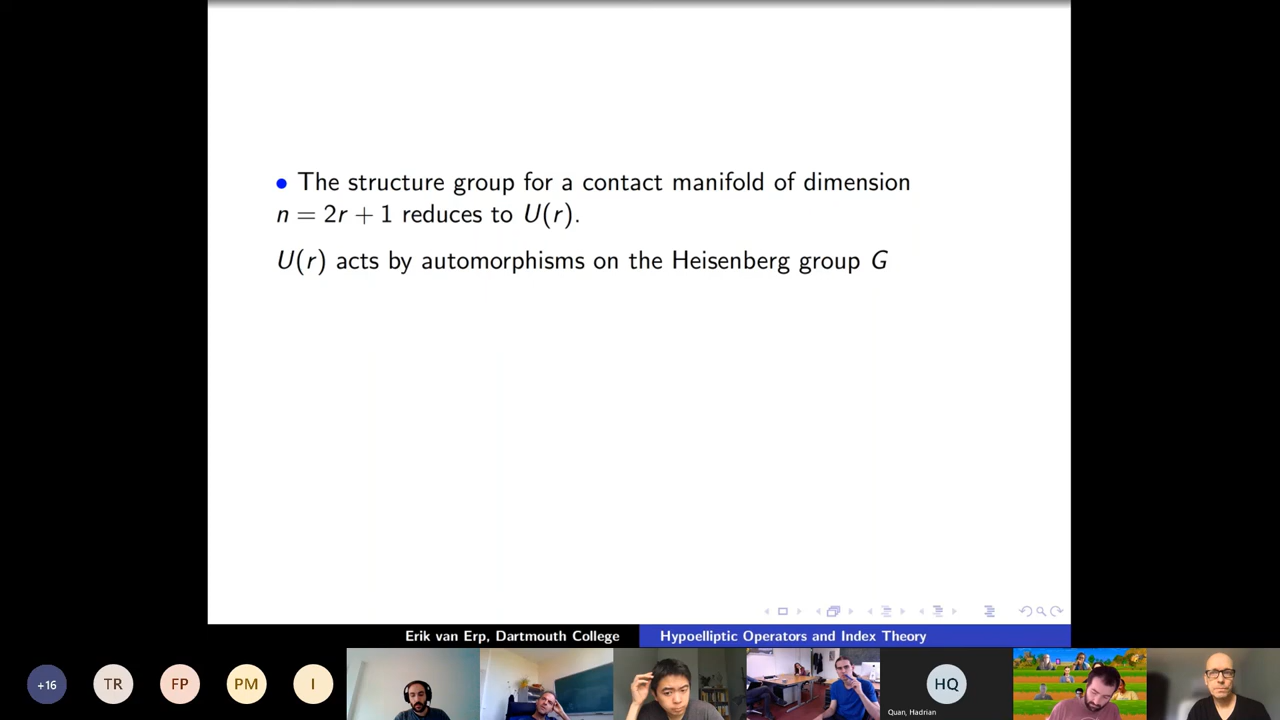 • The structure group for a contact manifold of dimension
n = 2r + 1 reduces to U(r).
U(r) acts by automorphisms on the Heisenberg group G
Erik van Erp, Dartmouth College
Hypoelliptic Operators and Index Theory
+16
TR
FP
PM
I
HQ
Quan, Hadrian